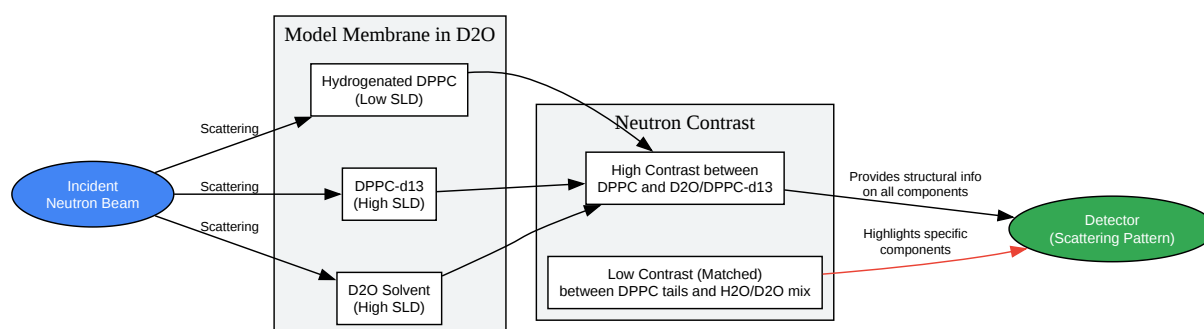 Model Membrane in D2O
Hydrogenated DPPC
(Low SLD)
Scattering
Neutron Contrast
Incident
Neutron Beam
Scattering
DPPC-d13
(High SLD)
High Contrast between
DPPC and D2O/DPPC-d13
Provides structural info
on all components
Scattering
Detector
(Scattering Pattern)
Highlights specific
components
D2O Solvent
(High SLD)
Low Contrast (Matched)
between DPPC tails and H2O/D2O mix